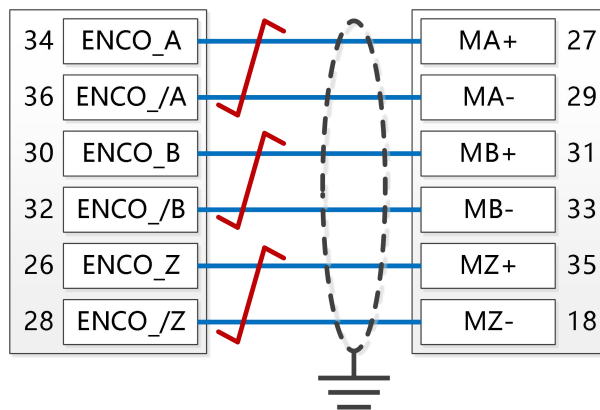 34 ENCO_A MA+ 27
36 ENCO_/A MA- 29
30 ENCO_B MB+ 31
32 ENCO_/B MB- 33
26 ENCO_Z MZ+ 35
28 ENCO_/Z MZ- 18